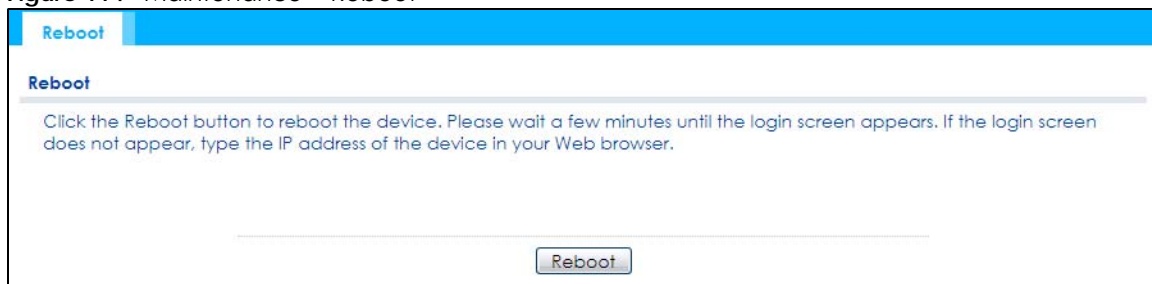 Reboot
Reboot
Click the Reboot button to reboot the device. Please wait a few minutes until the login screen appears. If the login screen
does not appear, type the IP address of the device in your Web browser.
Reboot